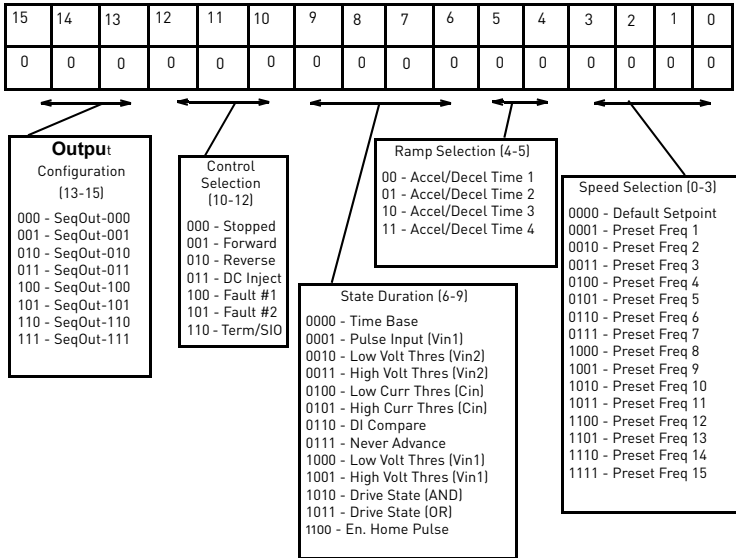 15 14 13 12 11 10 9 8 7 6 5 4 3 2 1 0
0 0 0 0 0 0 0 0 0 0 0 0 0 0 0 0
Output
Configuration
(13-15)
000 - SeqOut-000
001 - SeqOut-001
010 - SeqOut-010
011 - SeqOut-011
100 - SeqOut-100
101 - SeqOut-101
110 - SeqOut-110
111 - SeqOut-111
Control
Selection
(10-12)
000 - Stopped
001 - Forward
010 - Reverse
011 - DC Inject
100 - Fault #1
101 - Fault #2
110 - Term/SIO
State Duration (6-9)
0000 - Time Base
0001 - Pulse Input (Vin1)
0010 - Low Volt Thres (Vin2)
0011 - High Volt Thres (Vin2)
0100 - Low Curr Thres (Cin)
0101 - High Curr Thres (Cin)
0110 - DI Compare
0111 - Never Advance
1000 - Low Volt Thres (Vin1)
1001 - High Volt Thres (Vin1)
1010 - Drive State (AND)
1011 - Drive State (OR)
1100 - En. Home Pulse
Ramp Selection (4-5)
00 - Accel/Decel Time 1
01 - Accel/Decel Time 2
10 - Accel/Decel Time 3
11 - Accel/Decel Time 4
Speed Selection (0-3)
0000 - Default Setpoint
0001 - Preset Freq 1
0010 - Preset Freq 2
0011 - Preset Freq 3
0100 - Preset Freq 4
0101 - Preset Freq 5
0110 - Preset Freq 6
0111 - Preset Freq 7
1000 - Preset Freq 8
1001 - Preset Freq 9
1010 - Preset Freq 10
1011 - Preset Freq 11
1100 - Preset Freq 12
1101 - Preset Freq 13
1110 - Preset Freq 14
1111 - Preset Freq 15